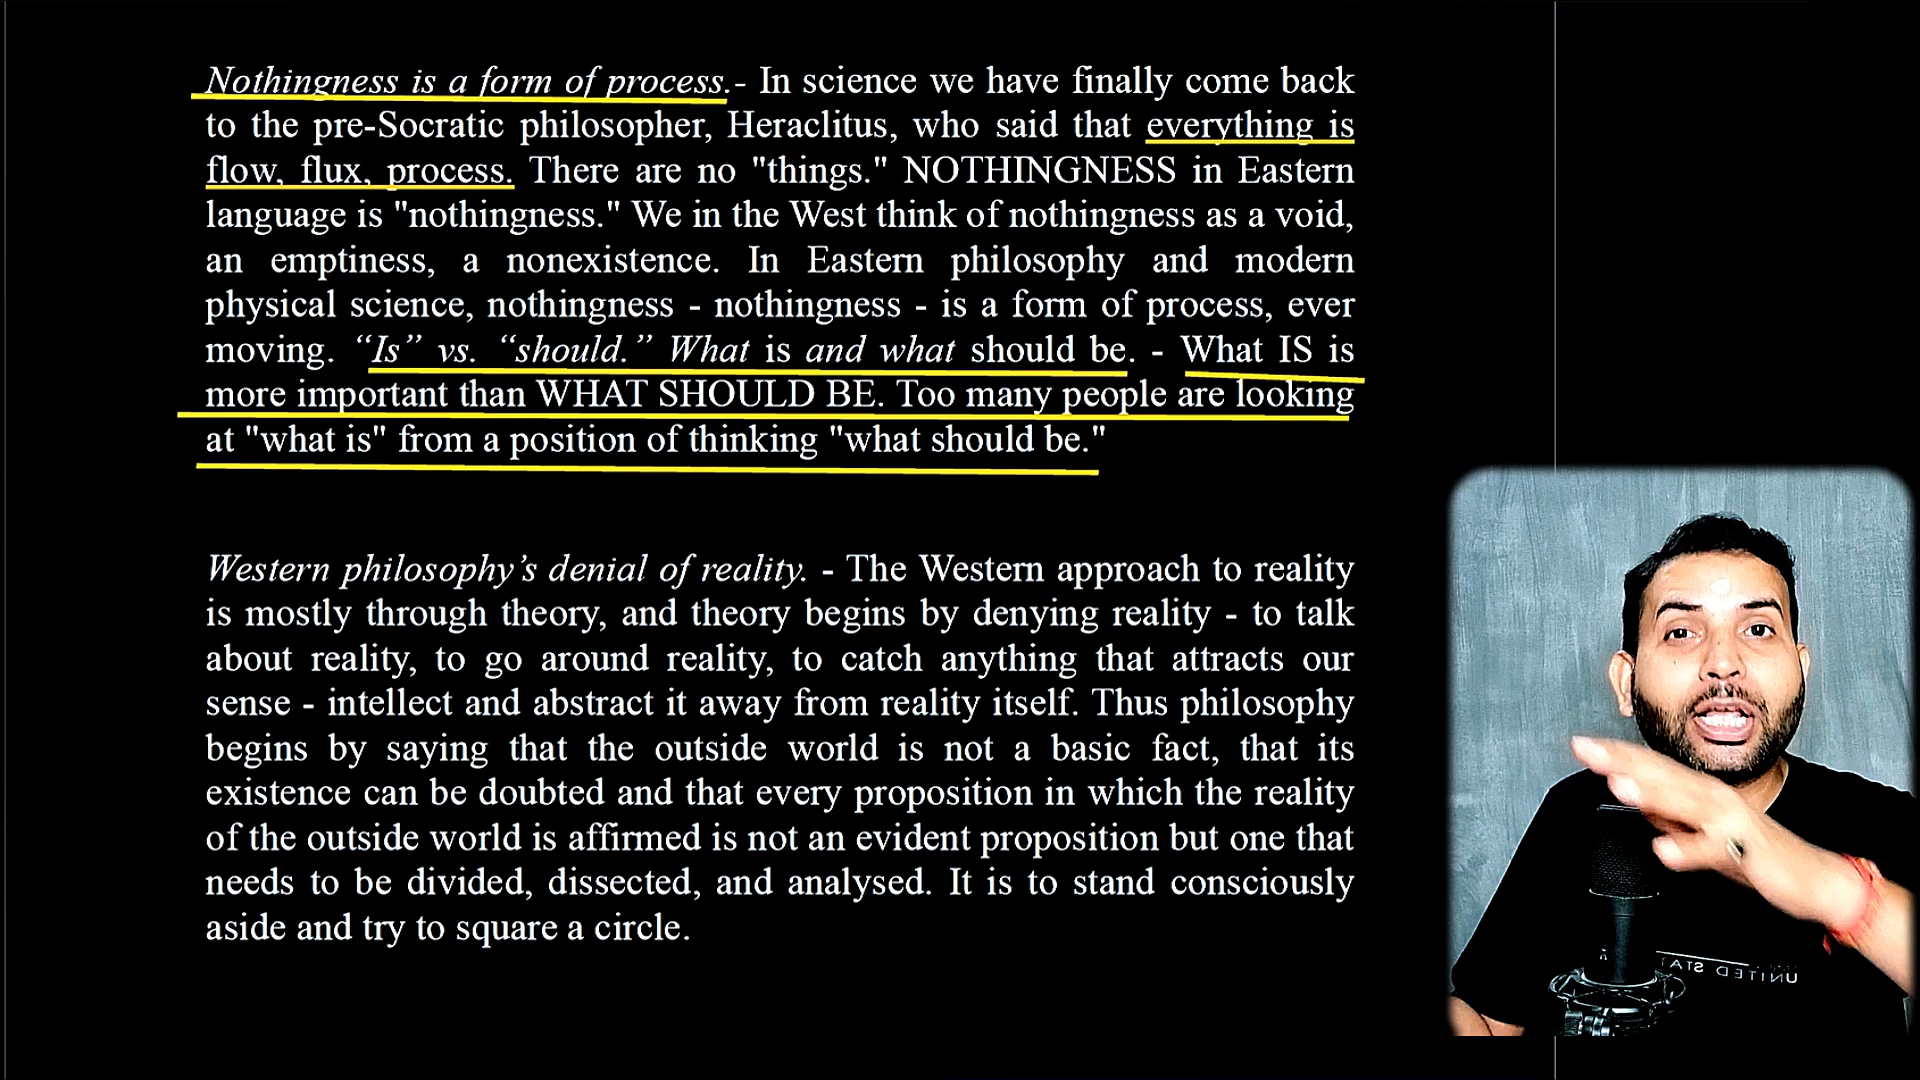 Nothingness is a form of process.- In science we have finally come back
to the pre-Socratic philosopher, Heraclitus, who said that everything is
flow, flux, process. There are no "things." NOTHINGNESS in Eastern
language is "nothingness." We in the West think of nothingness as a void,
an emptiness, a nonexistence. In Eastern philosophy and modern
physical science, nothingness - nothingness - is a form of process, ever
moving. “Is” vs. “should.” What is and what should be. - What IS is
more important than WHAT SHOULD BE. Too many people are looking
at "what is" from a position of thinking "what should be."
Western philosophy’s denial of reality. - The Western approach to reality
is mostly through theory, and theory begins by denying reality - to talk
about reality, to go around reality, to catch anything that attracts our
sense - intellect and abstract it away from reality itself. Thus philosophy
begins by saying that the outside world is not a basic fact, that its
existence can be doubted and that every proposition in which the reality
of the outside world is affirmed is not an evident proposition but one that
needs to be divided, dissected, and analysed. It is to stand consciously
aside and try to square a circle.
UNITED STAT